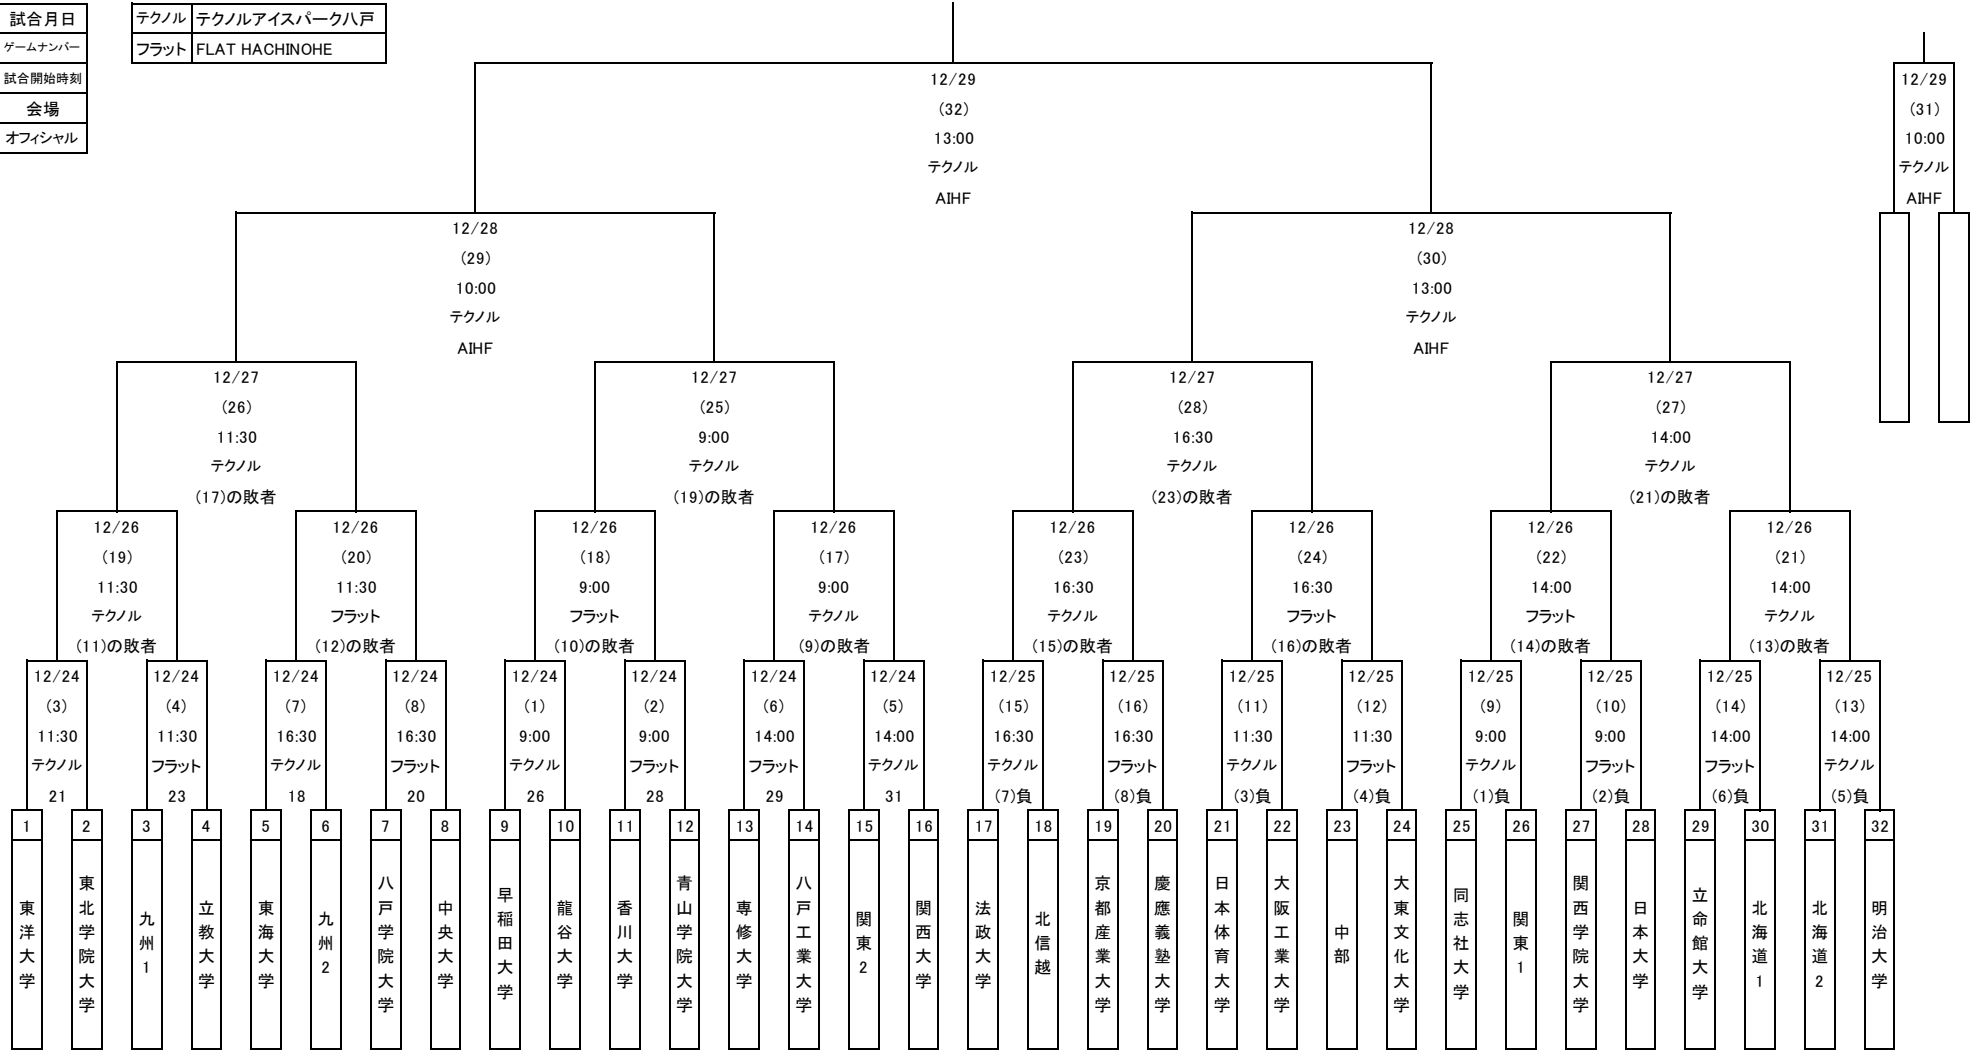 試合月日
ゲームナンバー
試合開始時刻
会場
オフィシャル
テクノル テクノルアイスパーク八戸
フラット FLAT HACHINOHE
12/29 12/29
(32) (31)
13:00 10:00
テクノル テクノル
AIHF AIHF
12/28 12/28
(29) (30)
10:00 13:00
テクノル テクノル
AIHF AIHF
12/27 12/27 12/27 12/27
(26) (25) (28) (27)
11:30 9:00 16:30 14:00
テクノル テクノル テクノル テクノル
(17)の敗者 (19)の敗者 (23)の敗者 (21)の敗者
12/26 12/26 12/26 12/26 12/26 12/26 12/26 12/26
(19) (20) (18) (17) (23) (24) (22) (21)
11:30 11:30 9:00 9:00 16:30 16:30 14:00 14:00
テクノル フラット フラット テクノル テクノル フラット フラット テクノル
(11)の敗者 (12)の敗者 (10)の敗者 (9)の敗者 (15)の敗者 (16)の敗者 (14)の敗者 (13)の敗者
12/24 12/24 12/24 12/24 12/24 12/24 12/24 12/24 12/25 12/25 12/25 12/25 12/25 12/25 12/25 12/25
(3) (4) (7) (8) (1) (2) (6) (5) (15) (16) (11) (12) (9) (10) (14) (13)
11:30 11:30 16:30 16:30 9:00 9:00 14:00 14:00 16:30 16:30 11:30 11:30 9:00 9:00 14:00 14:00
テクノル フラット テクノル フラット テクノル フラット フラット テクノル テクノル フラット テクノル フラット テクノル フラット フラット テクノル
21 23 18 20 26 28 29 31 (7)負 (8)負 (3)負 (4)負 (1)負 (2)負 (6)負 (5)負
1 2 3 4 5 6 7 8 9 10 11 12 13 14 15 16 17 18 19 20 21 22 23 24 25 26 27 28 29 30 31 32
東洋大学
東北学院大学
九州1
立教大学
東海大学
九州2
八戸学院大学
中央大学
早稲田大学
龍谷大学
香川大学
青山学院大学
専修大学
八戸工業大学
関東2
関西大学
法政大学
北信越
京都産業大学
慶應義塾大学
日本体育大学
大阪工業大学
中部
大東文化大学
同志社大学
関東1
関西学院大学
日本大学
立命館大学
北海道1
北海道2
明治大学